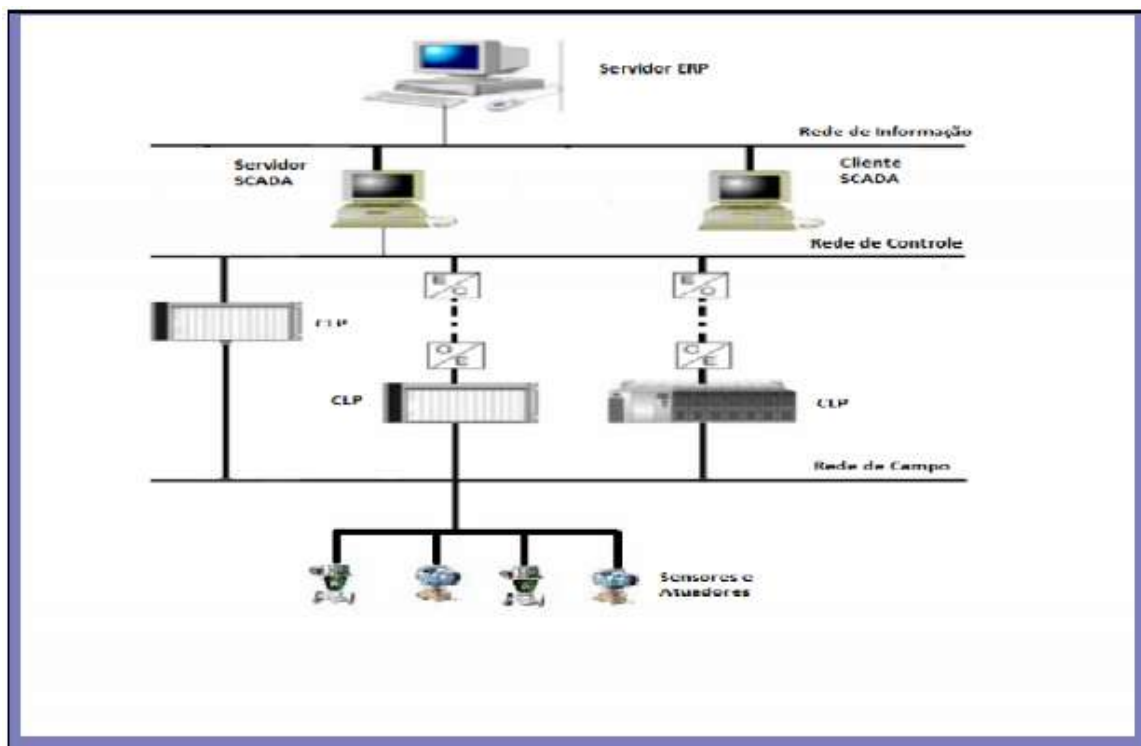 Servidor ERP
Rede de Informação
Servidor
SCADA
Cliente
SCADA
Rede de Controle
E
O
E
O
CLP
O
E
O
E
CLP
CLP
Rede de Campo
Sensores e
Atuadores